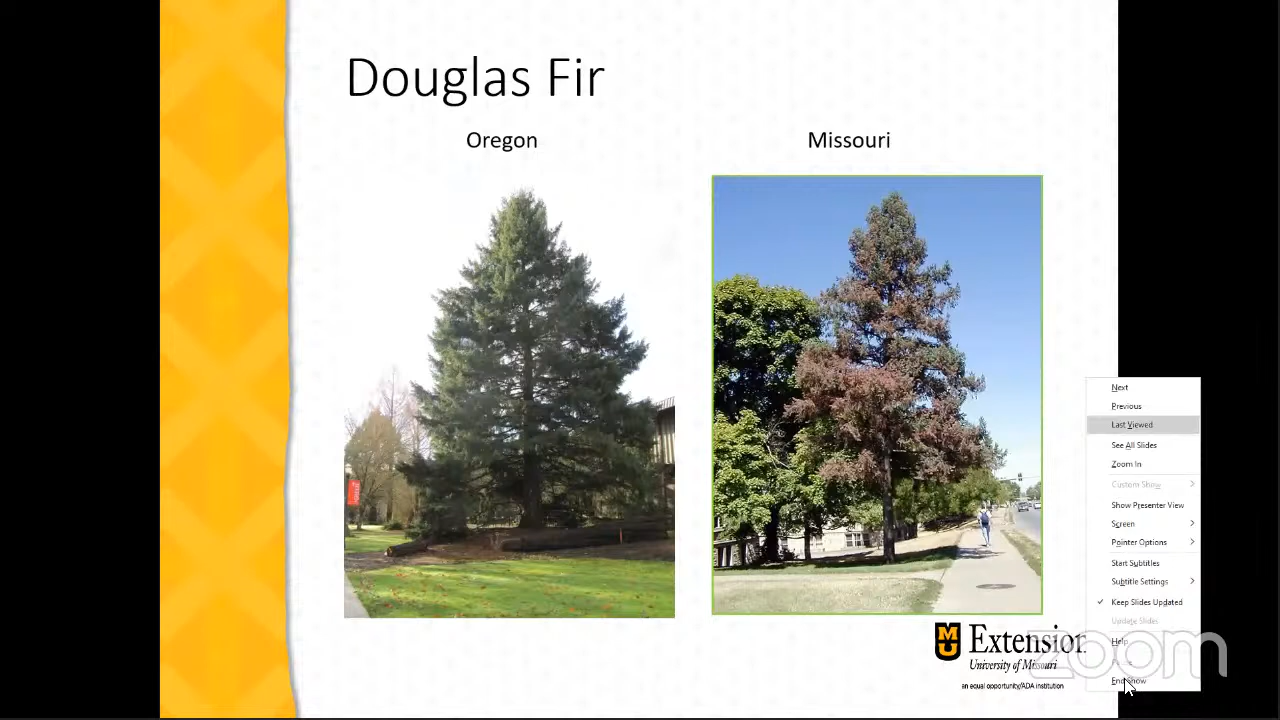 Douglas Fir
Oregon
Missouri
Next
Previous
Last Viewed
See All Slides
Zoom In
Custom Show
Show Presenter View
Screen
Pointer Options
Start Subtitles
Subtitle Settings
Keep Slides Updated
Update Slides
Help
End Show
MU
Extension
University of Missouri
an equal opportunity/ADA institution
zoom